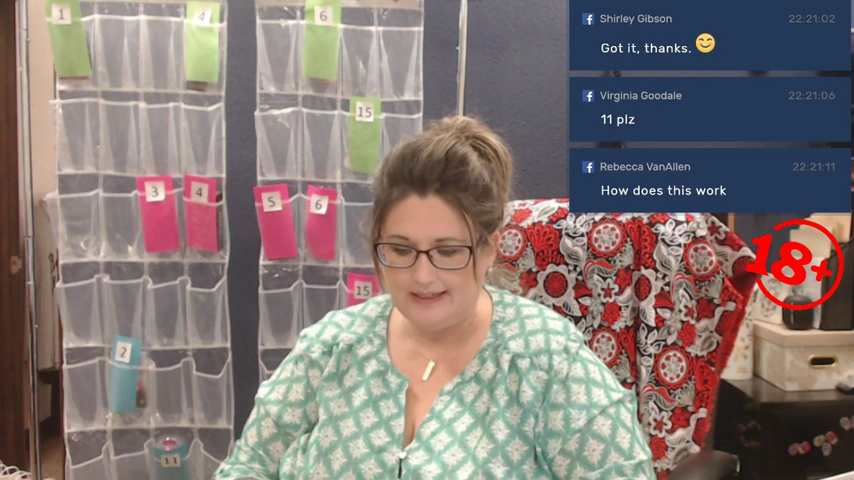 1
4
6
15
3
4
5
6
15
2
11
Shirley Gibson 22:21:02
Got it, thanks. 😊
Virginia Goodale 22:21:06
11 plz
Rebecca VanAllen 22:21:11
How does this work
18+